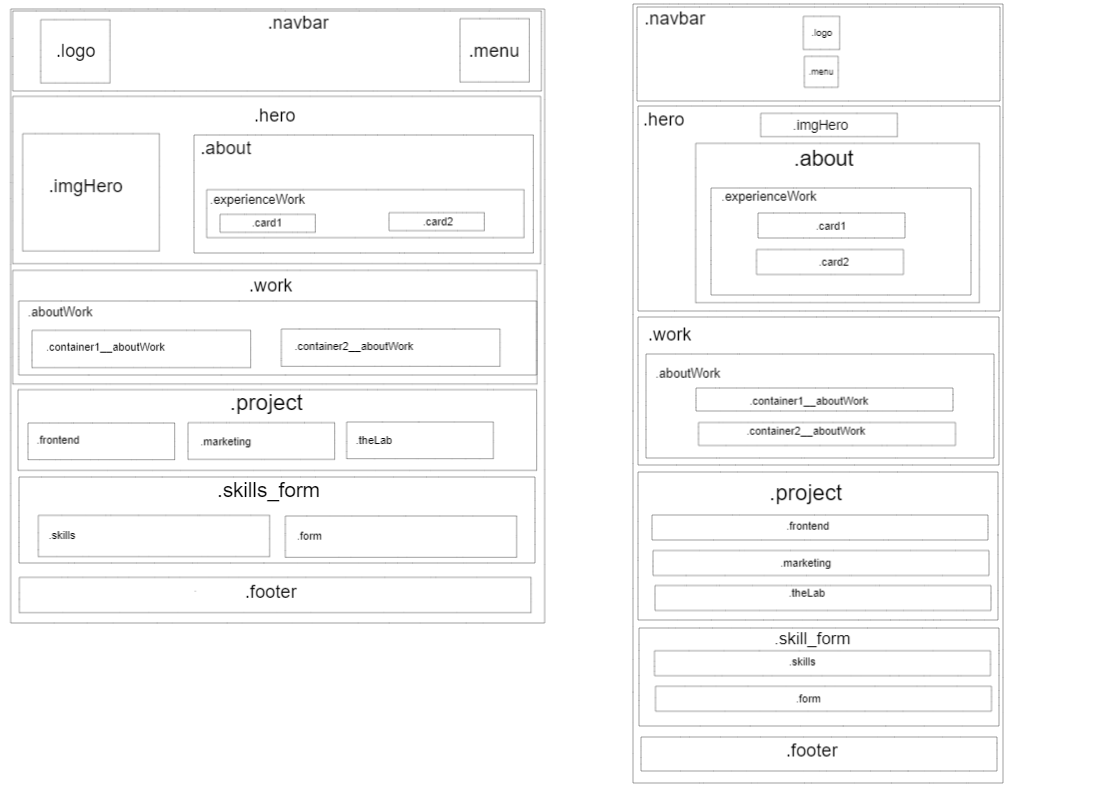 .navbar
.logo
.menu
.hero
.imgHero
.about
.experienceWork
.card1
.card2
.work
.aboutWork
.container1__aboutWork
.container2__aboutWork
.project
.frontend
.marketing
.theLab
.skills_form
.skills
.form
.footer
.navbar
.logo
.menu
.hero
.imgHero
.about
.experienceWork
.card1
.card2
.work
.aboutWork
.container1__aboutWork
.container2__aboutWork
.project
.frontend
.marketing
.theLab
.skill_form
.skills
.form
.footer